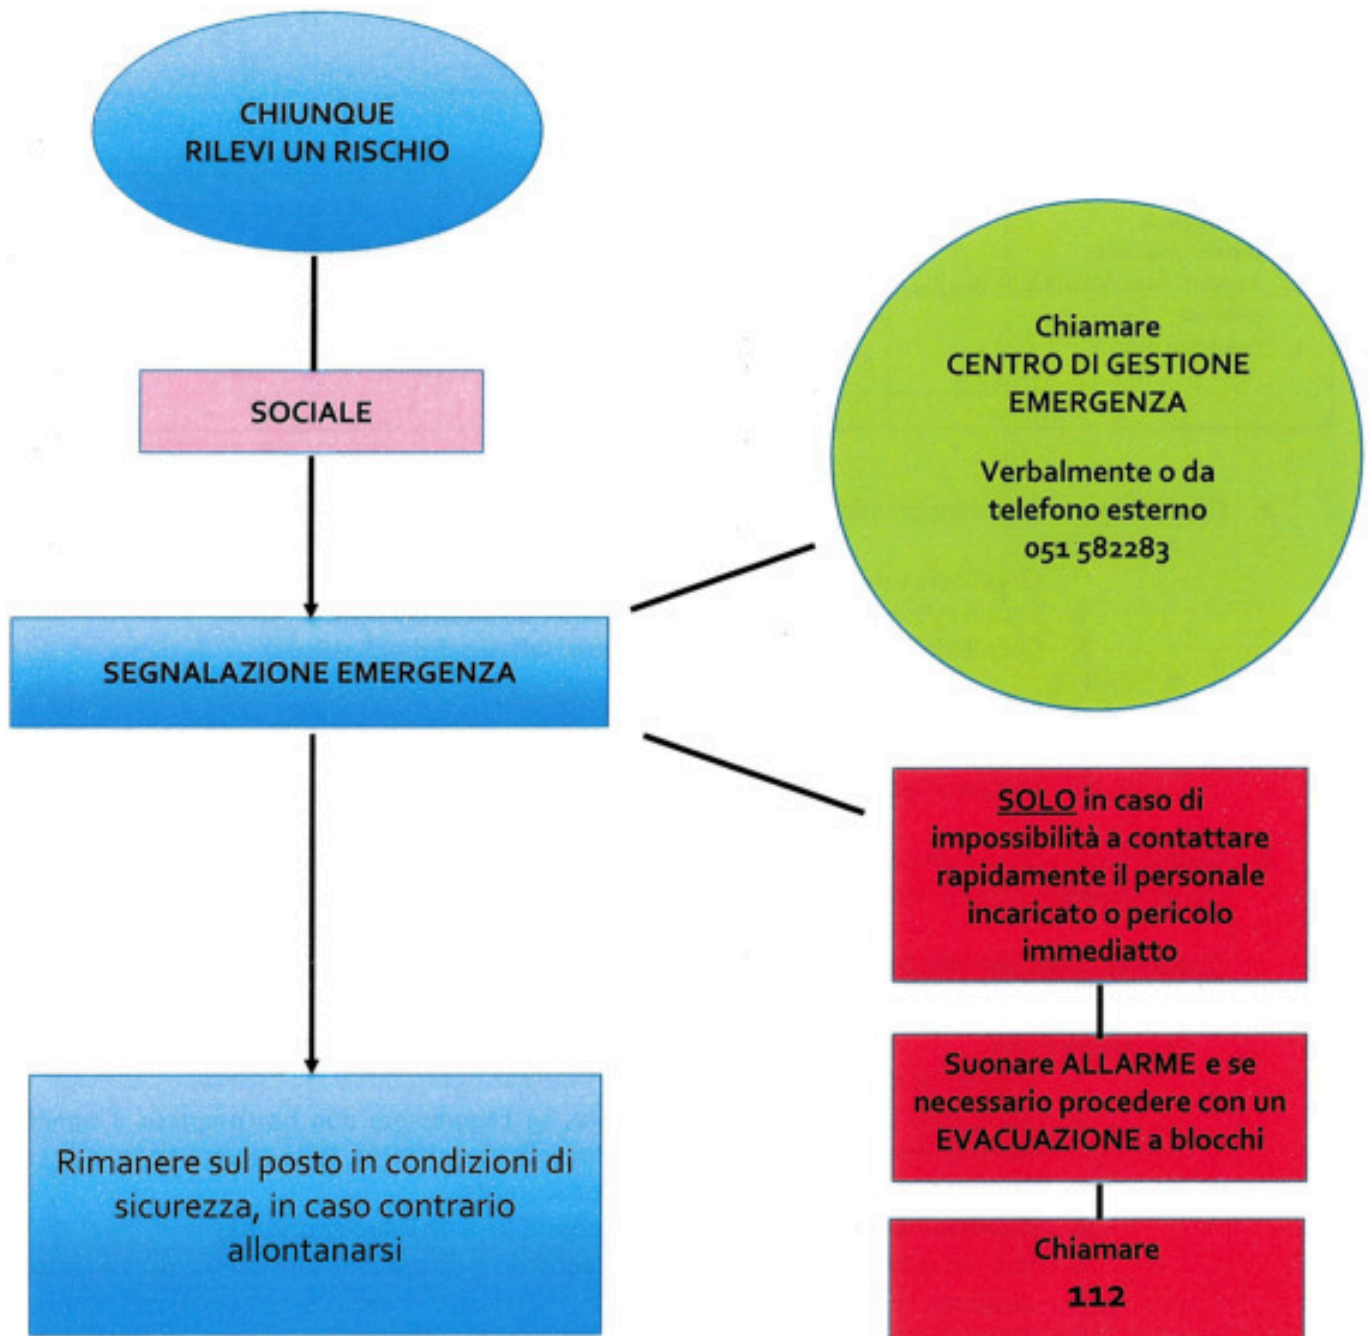 CHIUNQUE
RILEVI UN RISCHIO
SOCIALE
SEGNALAZIONE EMERGENZA
Chiamare
CENTRO DI GESTIONE
EMERGENZA
Verbalmente o da
telefono esterno
051 582283
SOLO in caso di
impossibilità a contattare
rapidamente il personale
incaricato o pericolo
immediatto
Suonare ALLARME e se
necessario procedere con un
EVACUAZIONE a blocchi
Chiamare
112
Rimanere sul posto in condizioni di
sicurezza, in caso contrario
allontanarsi